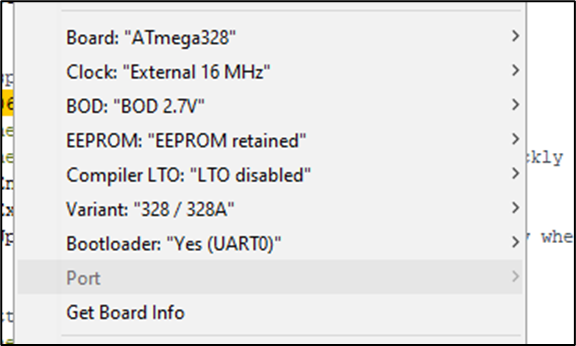 Board: "ATmega328"
Clock: "External 16 MHz"
BOD: "BOD 2.7V"
EEPROM: "EEPROM retained"
Compiler LTO: "LTO disabled"
ckly
Variant: "328 / 328A"
Bootloader: "Yes (UART0)"
whe
Port
Get Board Info